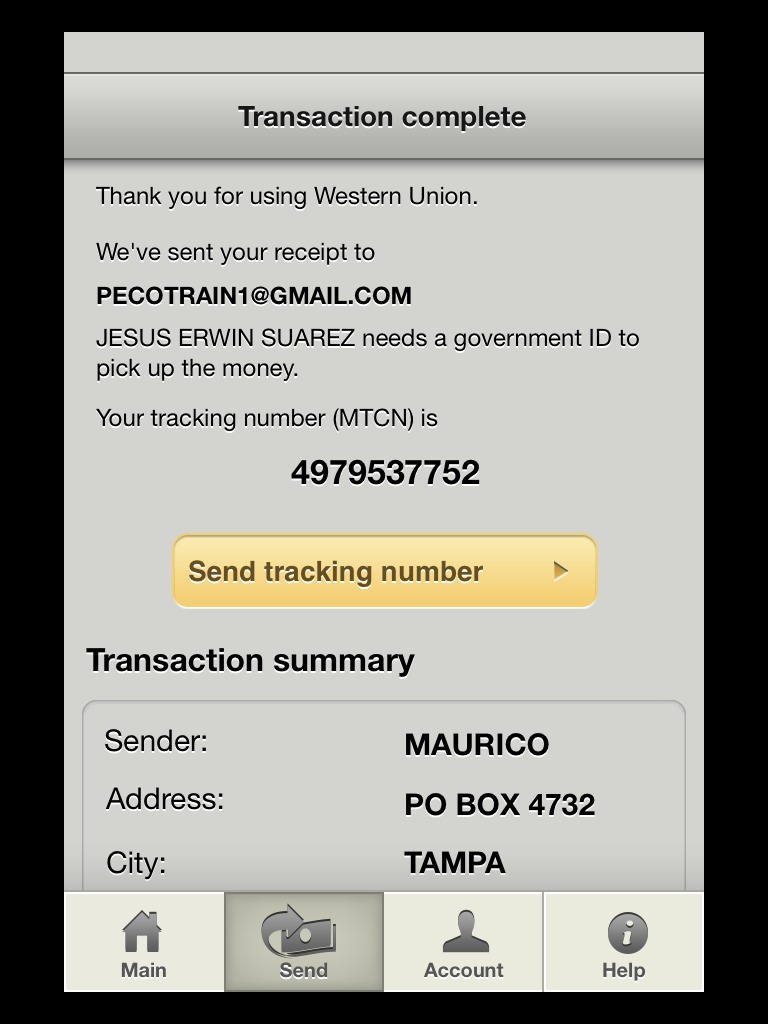 Transaction complete
Thank you for using Western Union.
We've sent your receipt to
PECOTRAIN1@GMAIL.COM
JESUS ERWIN SUAREZ needs a government ID to
pick up the money.
Your tracking number (MTCN) is
4979537752
Send tracking number
Transaction summary
Sender: MAURICO
Address: PO BOX 4732
City: TAMPA
Main Send Account Help